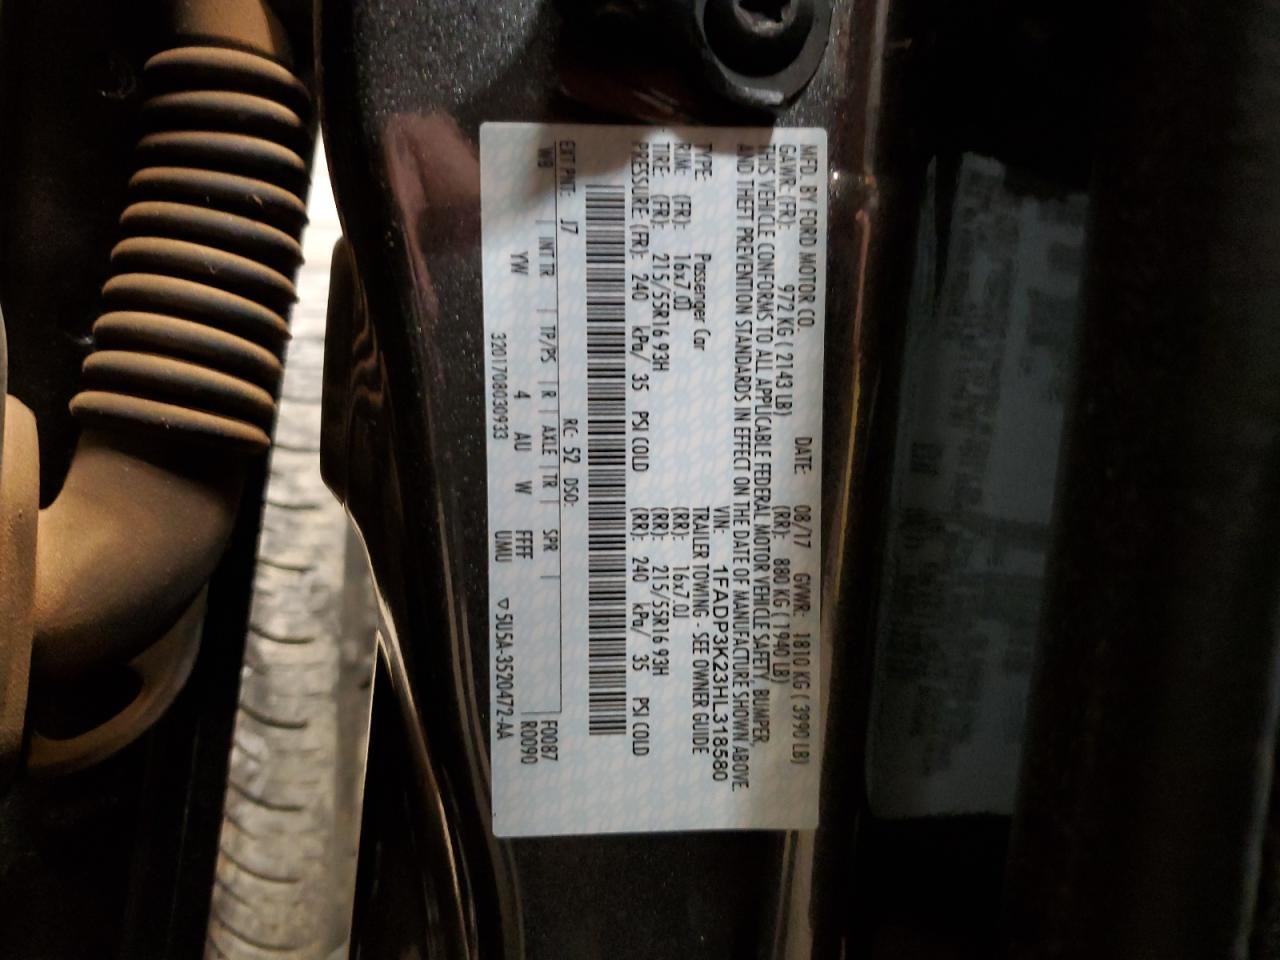 MFD. BY FORD MOTOR CO.
DATE: 08/17 GVWR: 1810 KG ( 3990 LB)
GAWR: (FR): 972 KG ( 2143 LB) (RR): 880 KG ( 1940 LB)
THIS VEHICLE CONFORMS TO ALL APPLICABLE FEDERAL MOTOR VEHICLE SAFETY, BUMPER,
AND THEFT PREVENTION STANDARDS IN EFFECT ON THE DATE OF MANUFACTURE SHOWN ABOVE.
VIN: 1FADP3K23HL318580
TYPE: Passenger Car TRAILER TOWING - SEE OWNER GUIDE
RIM: (FR): 16x7.0J (RR): 16x7.0J
TIRE: (FR): 215/55R16 93H (RR): 215/55R16 93H
PRESSURE (FR): 240 kPa/ 35 PSI COLD (RR): 240 kPa/ 35 PSI COLD
EXT PNT: J7 RC: 52 DSO: F0087
WB INT TR TP/PS R AXLE TR SPR R0090
YW 4 AU W FFFF
3201708030933 UMU ▽5U5A-3520472-AA